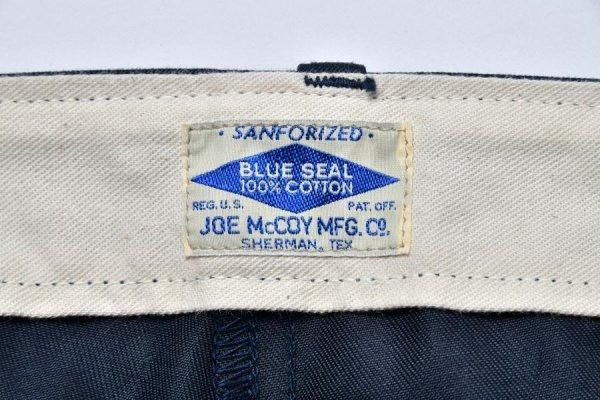 • SANFORIZED •
BLUE SEAL
100% COTTON
REG. U.S. PAT. OFF.
JOE McCOY MFG. Co.
SHERMAN, TEX